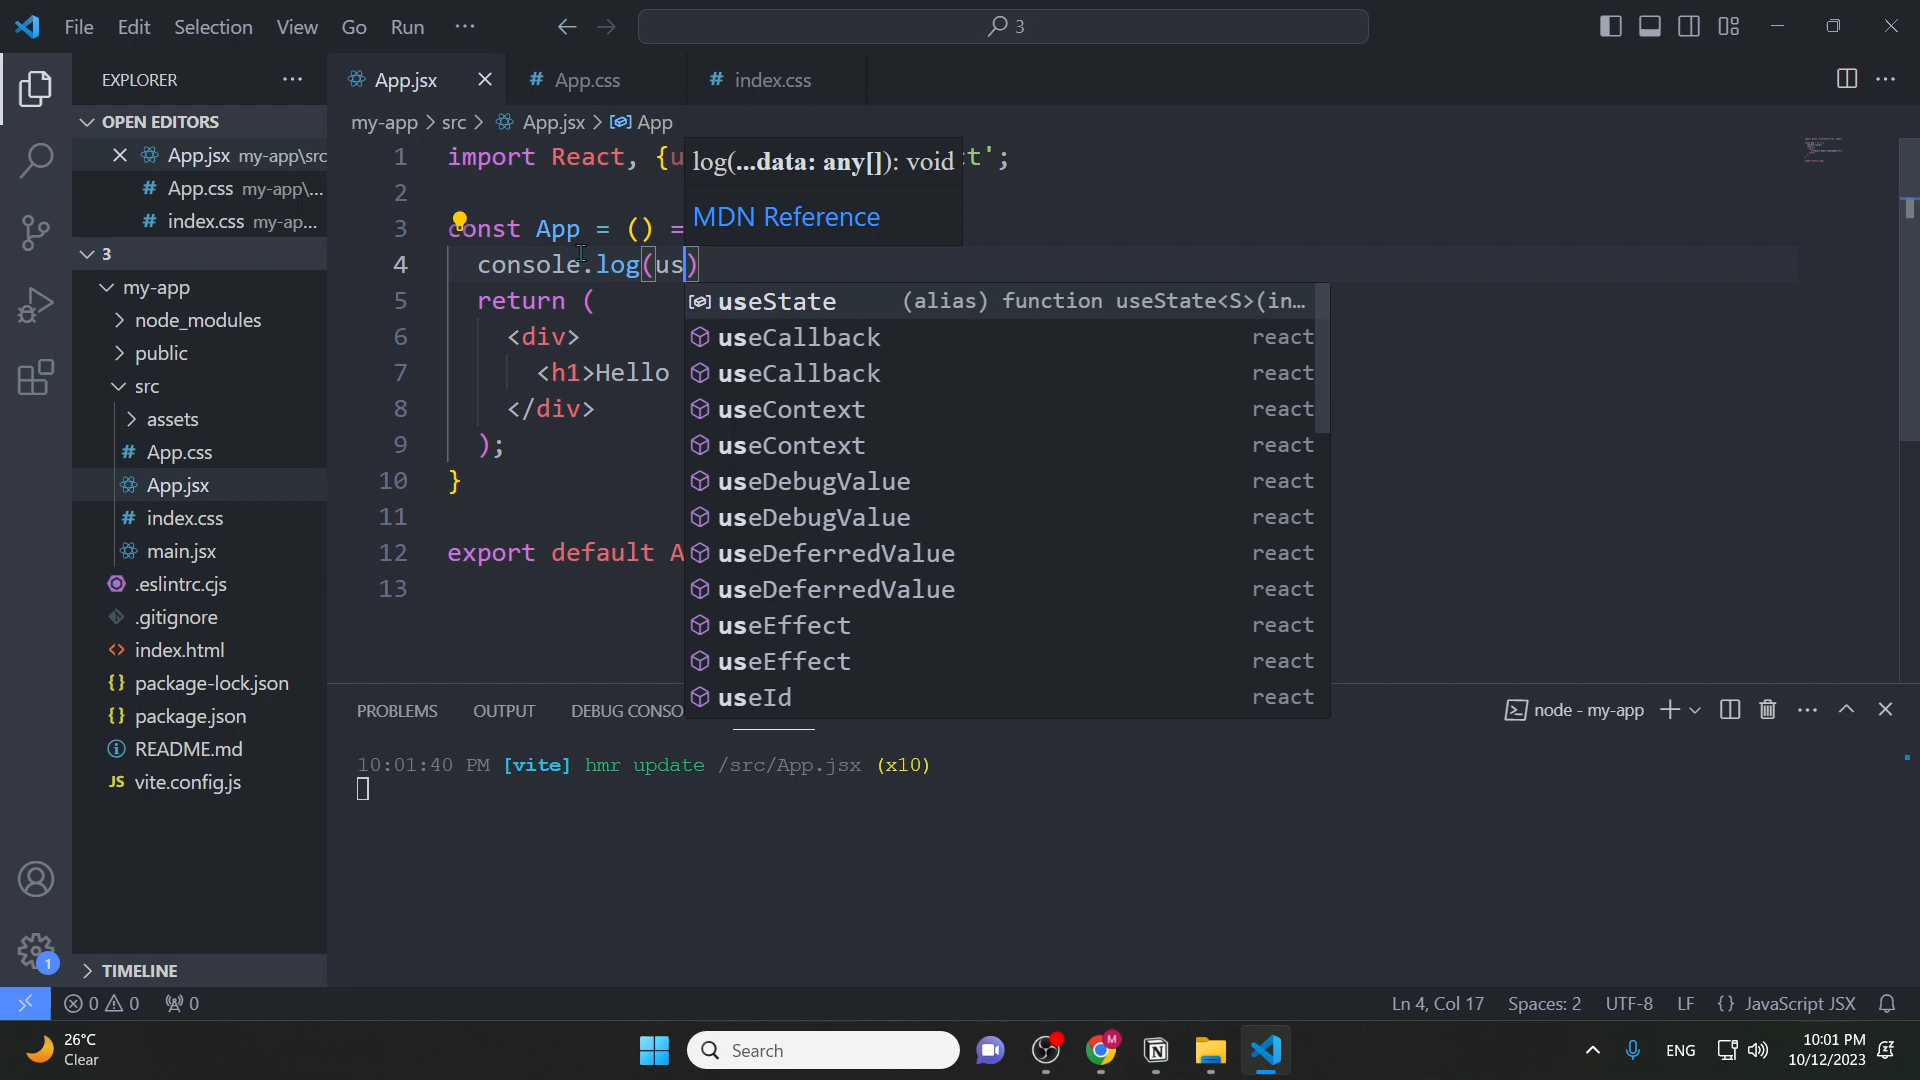 File Edit Selection View Go Run ··· 3
EXPLORER ···
OPEN EDITORS
App.jsx my-app\src
# App.css my-app\...
# index.css my-ap...
3
my-app
node_modules
public
src
assets
# App.css
App.jsx
# index.css
main.jsx
.eslintrc.cjs
.gitignore
<> index.html
{} package-lock.json
{} package.json
README.md
JS vite.config.js
TIMELINE
App.jsx # App.css # index.css
my-app > src > App.jsx > App
1 import React, {u t';
2
3 const App = () =
4 console.log(us)
5 return (
6 <div>
7 <h1>Hello
8 </div>
9 );
10 }
11
12 export default A
13
log(...data: any[]): void
MDN Reference
useState (alias) function useState<S>(in...
useCallback react
useCallback react
useContext react
useContext react
useDebugValue react
useDebugValue react
useDeferredValue react
useDeferredValue react
useEffect react
useEffect react
useId react
PROBLEMS OUTPUT DEBUG CONSO node - my-app
10:01:40 PM [vite] hmr update /src/App.jsx (x10)
1
0 0 0 Ln 4, Col 17 Spaces: 2 UTF-8 LF {} JavaScript JSX
26°C
Clear
Search
M
ENG
10:01 PM
10/12/2023